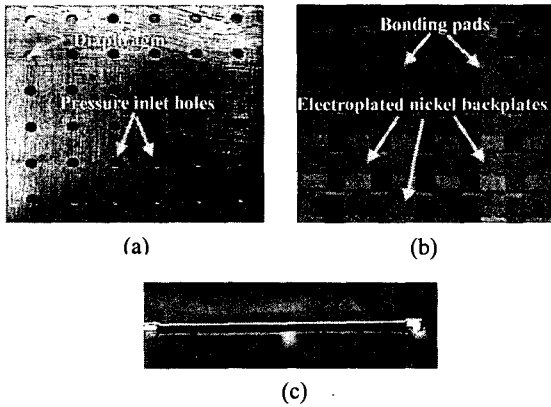 Diaphragm
Pressure inlet holes
(a)
Bonding pads
Electroplated nickel backplates
(b)
(c)